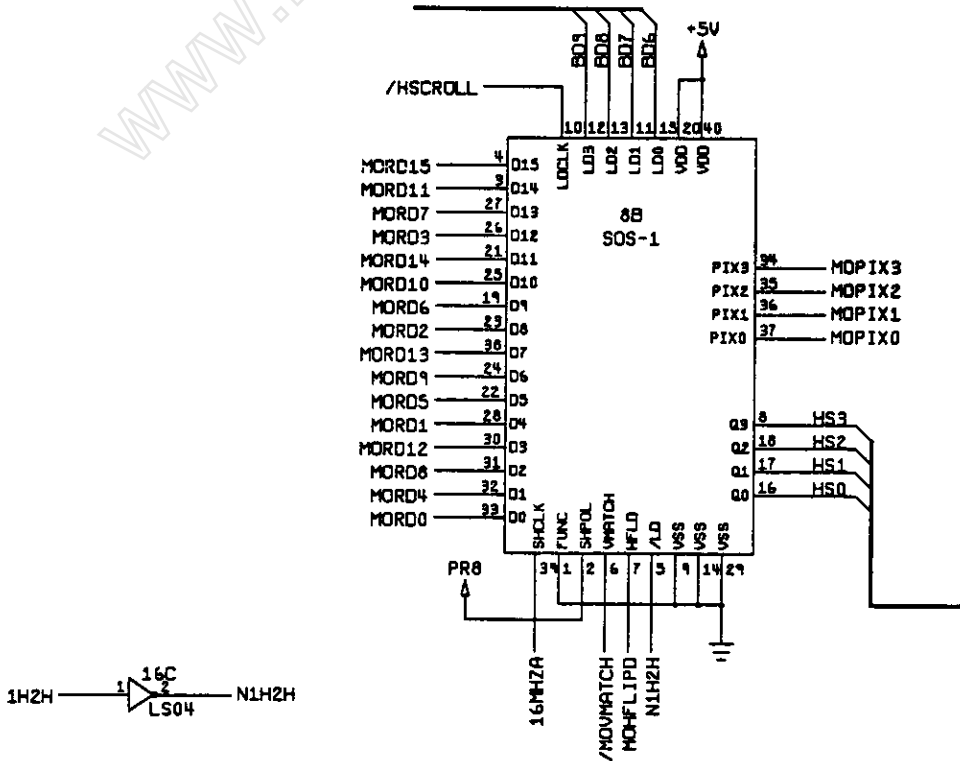 www.
BD9 BD8 BD7 BD6
+5V
/HSCROLL
10 12 13 11 15 20 40
LDCLK LD3 LD2 LD1 LD0 VDD VDD
8B
SOS-1
MORD15 4 D15
MORD11 3 D14
MORD7 27 D13
MORD3 26 D12
MORD14 21 D11
MORD10 25 D10
MORD6 19 D9
MORD2 23 D8
MORD13 38 D7
MORD9 24 D6
MORD5 22 D5
MORD1 28 D4
MORD12 30 D3
MORD8 31 D2
MORD4 32 D1
MORD0 33 D0
PIX3 34 MOPIX3
PIX2 35 MOPIX2
PIX1 36 MOPIX1
PIX0 37 MOPIX0
Q3 8 HS3
Q2 18 HS2
Q1 17 HS1
Q0 16 HS0
SHCLK FUNC SHPOL VMATCH HFLD /LD VSS VSS VSS
39 1 2 6 7 5 9 14 29
PR8
16MHZA /MOVMATCH MOHFLIPD N1H2H
1H2H 1 16C 2 N1H2H
LS04